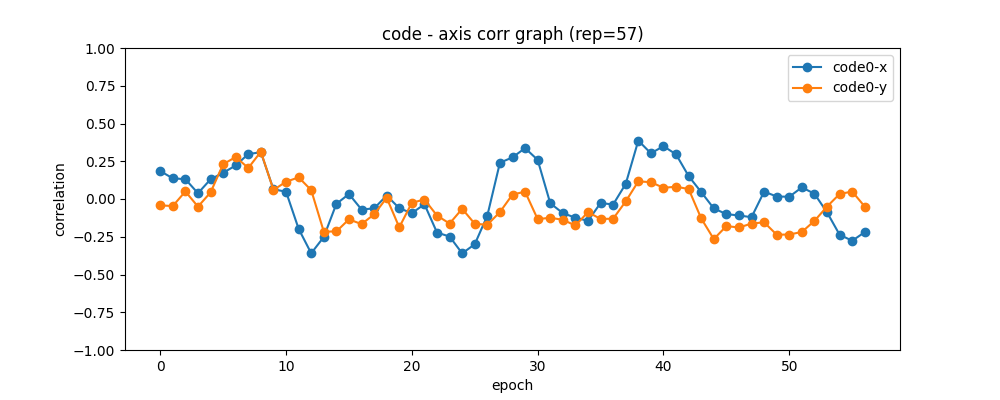 code - axis corr graph (rep=57)
1.00
0.75
0.50
0.25
0.00
−0.25
−0.50
−0.75
−1.00
correlation
code0-x
code0-y
0 10 20 30 40 50
epoch